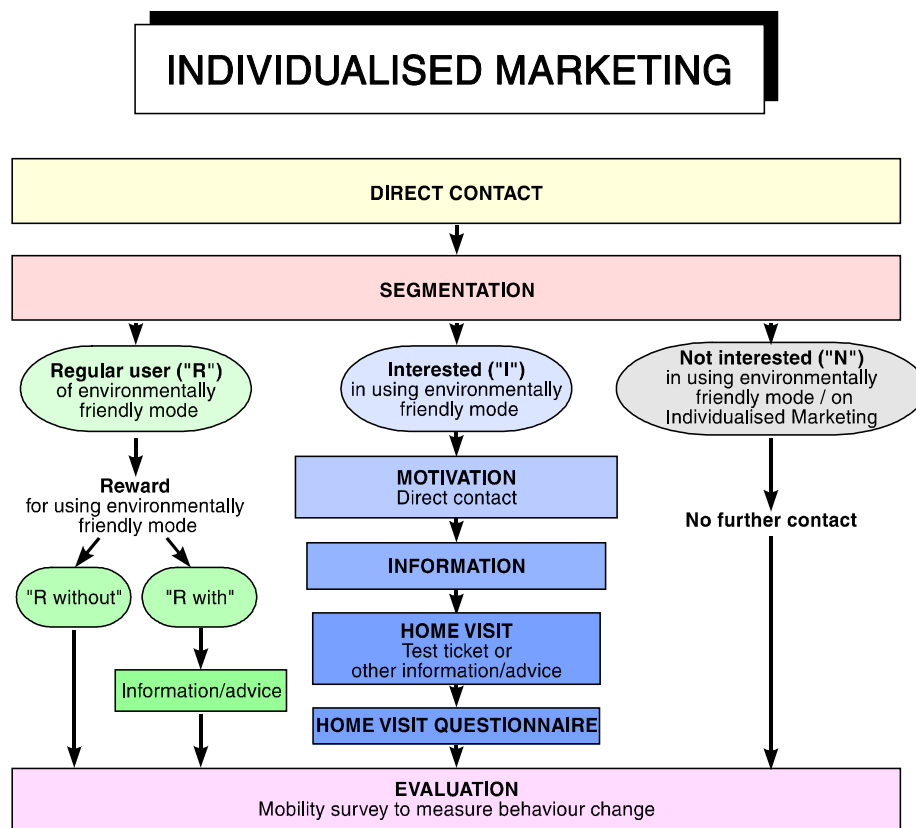 INDIVIDUALISED MARKETING
DIRECT CONTACT
SEGMENTATION
Regular user ("R")
of environmentally
friendly mode
Interested ("I")
in using environmentally
friendly mode
Not interested ("N")
in using environmentally
friendly mode / on
Individualised Marketing
Reward
for using environmentally
friendly mode
MOTIVATION
Direct contact
No further contact
INFORMATION
"R without"
"R with"
HOME VISIT
Test ticket or
other information/advice
Information/advice
HOME VISIT QUESTIONNAIRE
EVALUATION
Mobility survey to measure behaviour change